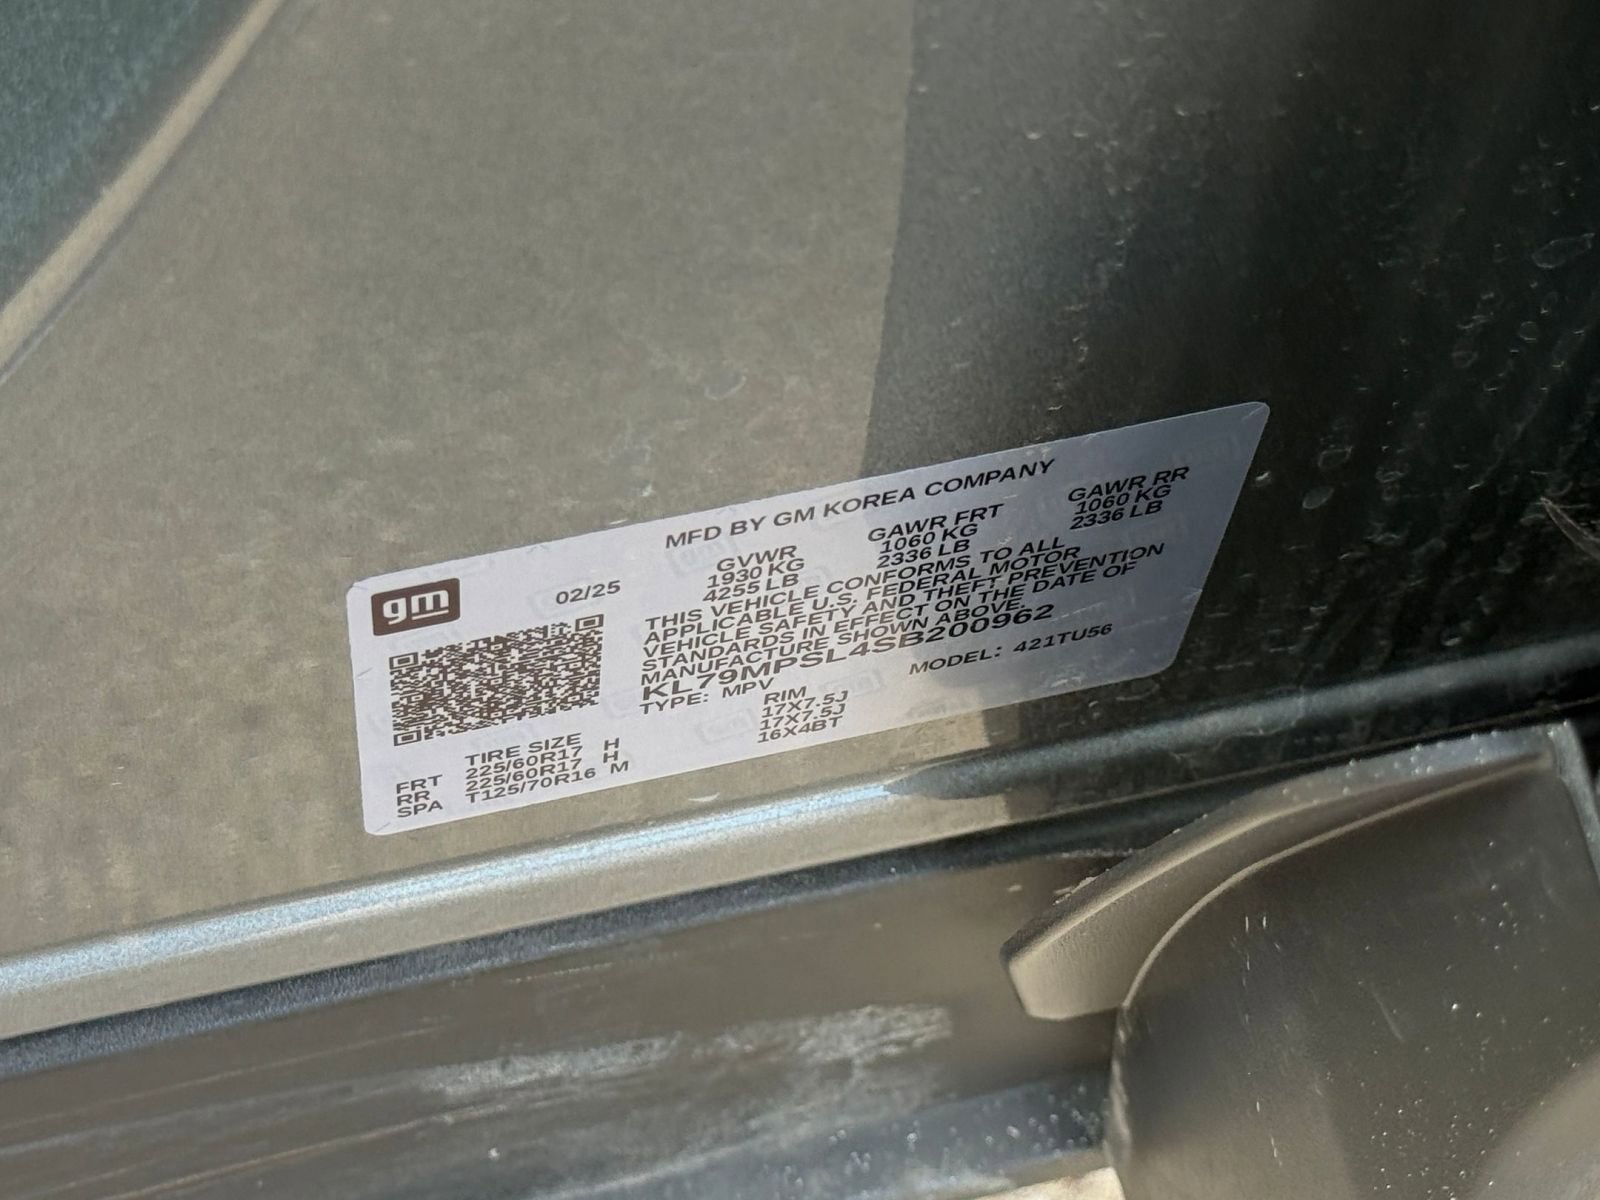 MFD BY GM KOREA COMPANY
gm
02/25
GVWR GAWR FRT GAWR RR
1930 KG 1060 KG 1060 KG
4255 LB 2336 LB 2336 LB
THIS VEHICLE CONFORMS TO ALL
APPLICABLE U.S. FEDERAL MOTOR
VEHICLE SAFETY AND THEFT PREVENTION
STANDARDS IN EFFECT ON THE DATE OF
MANUFACTURE SHOWN ABOVE.
KL79MPSL4SB200962
TYPE: MPV MODEL: 421TU56
TIRE SIZE RIM
FRT 225/60R17 H 17X7.5J
RR 225/60R17 H 17X7.5J
SPA T125/70R16 M 16X4BT